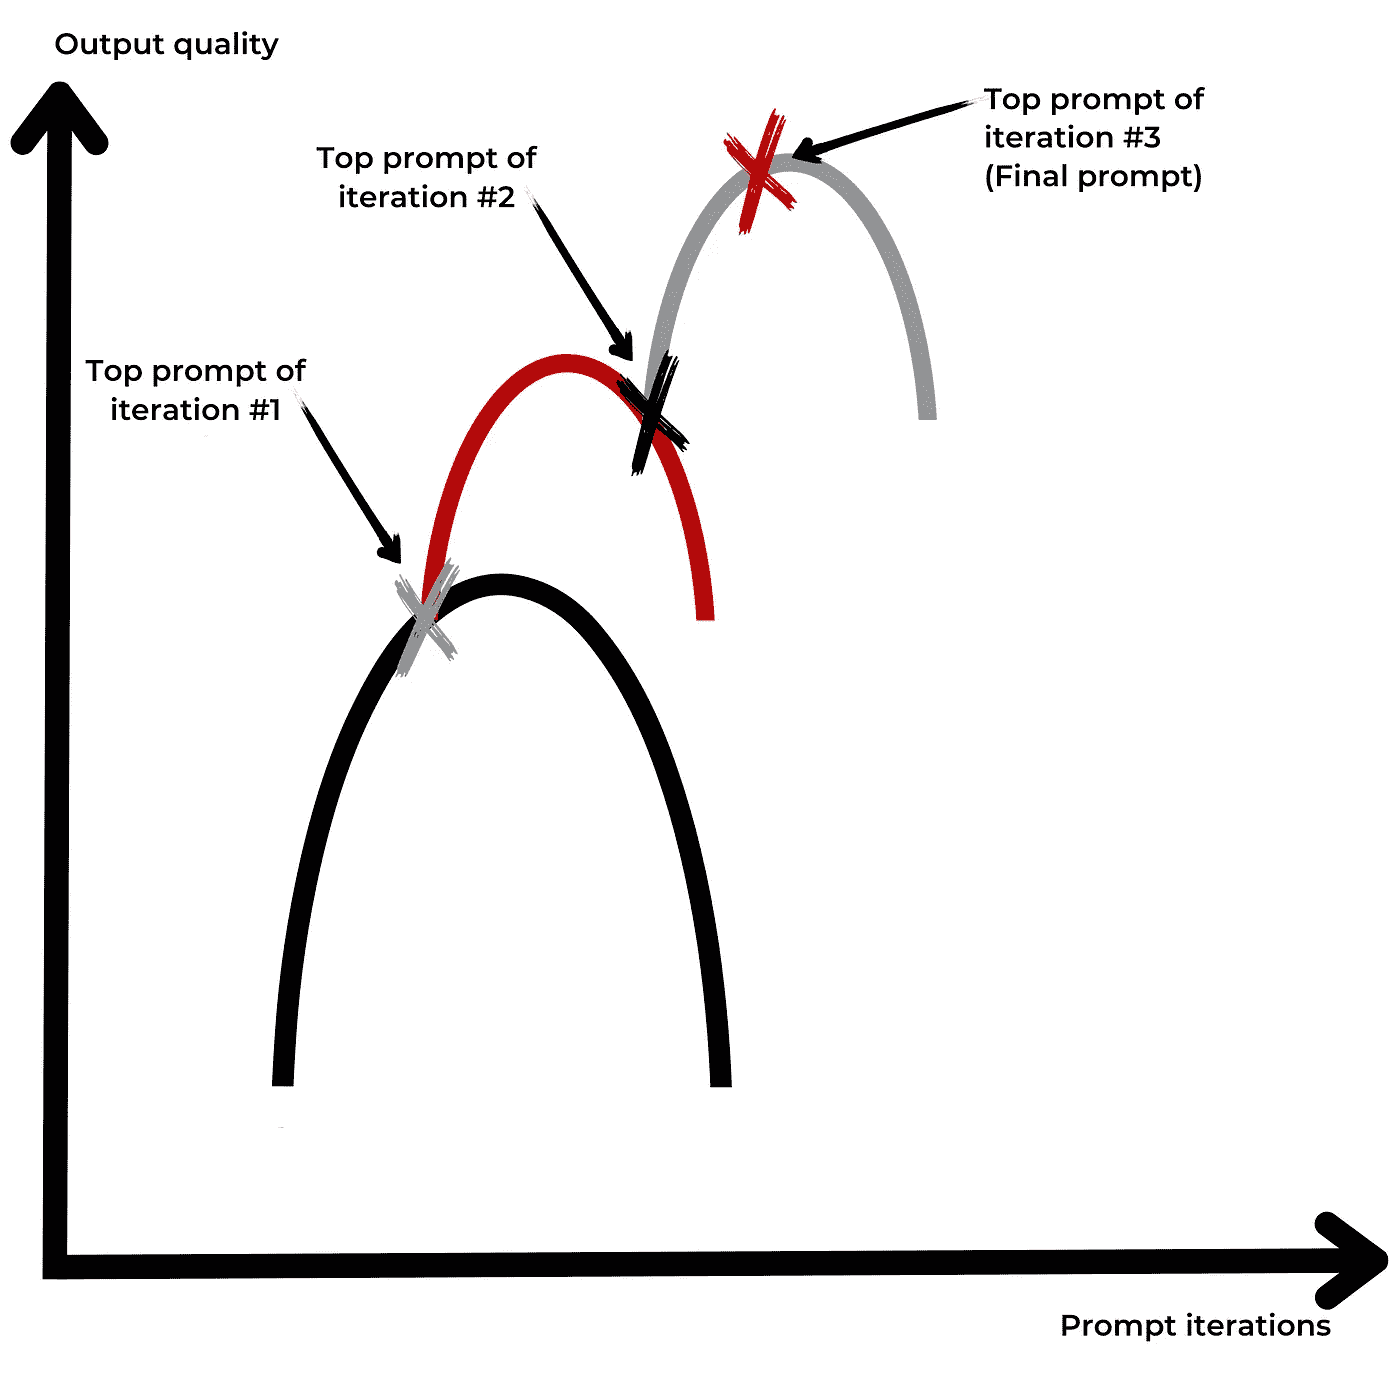 Output quality
Top prompt of
iteration #3
(Final prompt)
Top prompt of
iteration #2
Top prompt of
iteration #1
Prompt iterations